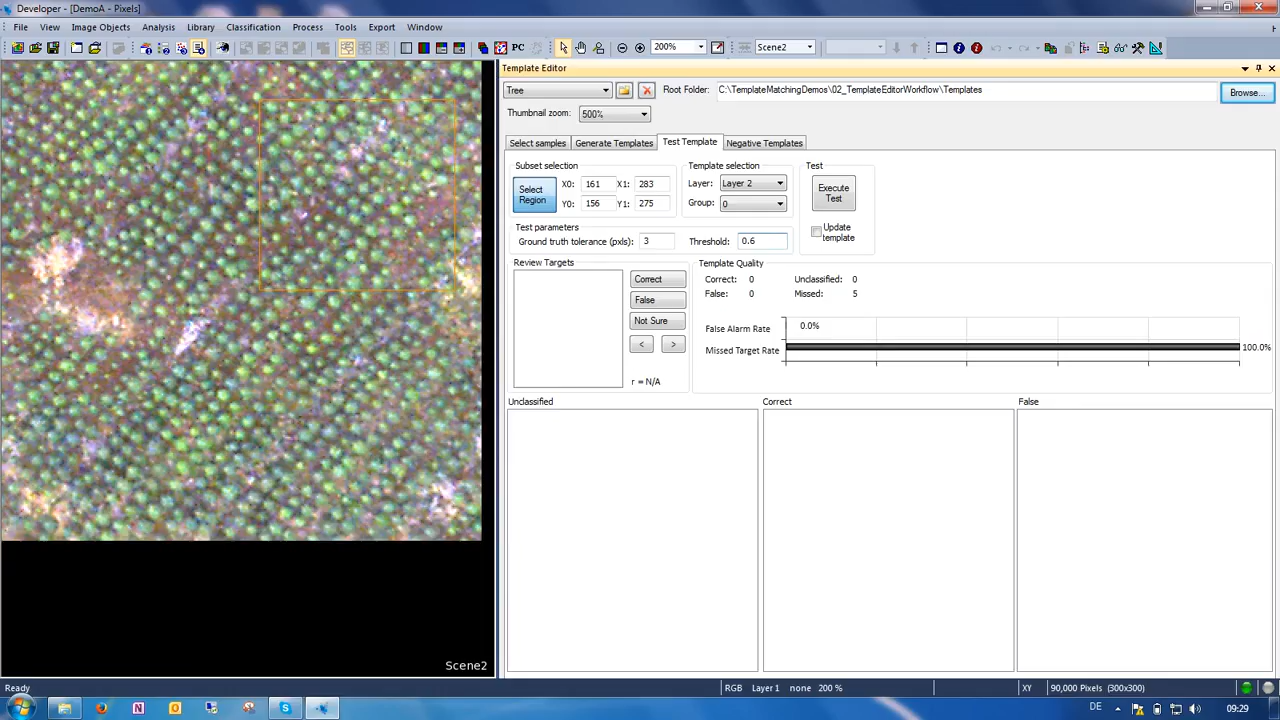 Developer - [DemoA - Pixels]
File View Image Objects Analysis Library Classification Process Tools Export Window
PC 200% Scene2
Template Editor
Tree Root Folder: C:\TemplateMatchingDemos\02_TemplateEditorWorkflow\Templates Browse...
Thumbnail zoom: 500%
Select samples Generate Templates Test Template Negative Templates
Subset selection Template selection Test
Select Region X0: 161 X1: 283 Layer: Layer 2 Execute Test
Y0: 156 Y1: 275 Group: 0
Test parameters Update template
Ground truth tolerance (pxls): 3 Threshold: 0.6
Review Targets Template Quality
Correct Correct: 0 Unclassified: 0
False False: 0 Missed: 5
Not Sure False Alarm Rate 0.0%
< > Missed Target Rate 100.0%
r = N/A
Unclassified Correct False
Scene2
Ready RGB Layer 1 none 200 % XY 90,000 Pixels (300x300)
DE 09:29